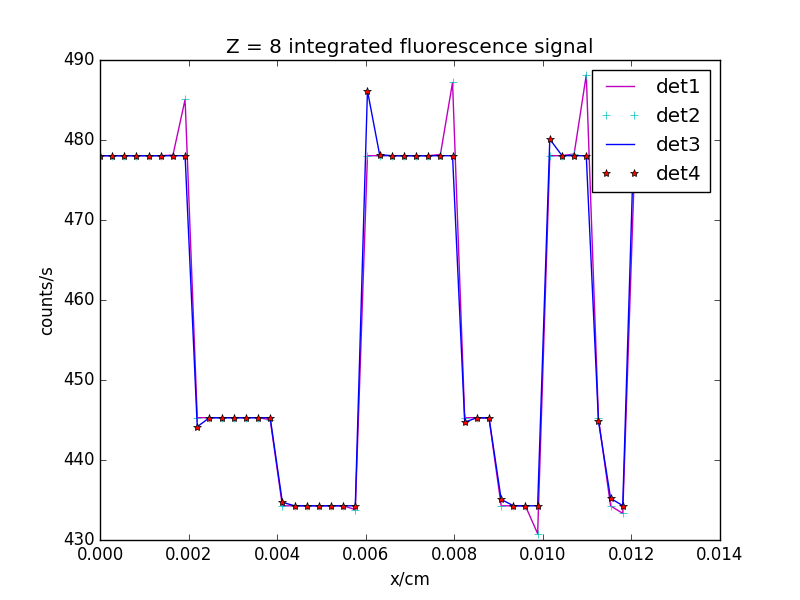 Z = 8 integrated fluorescence signal
490
480
470
460
450
440
430
counts/s
det1
det2
det3
det4
0.000 0.002 0.004 0.006 0.008 0.010 0.012 0.014
x/cm